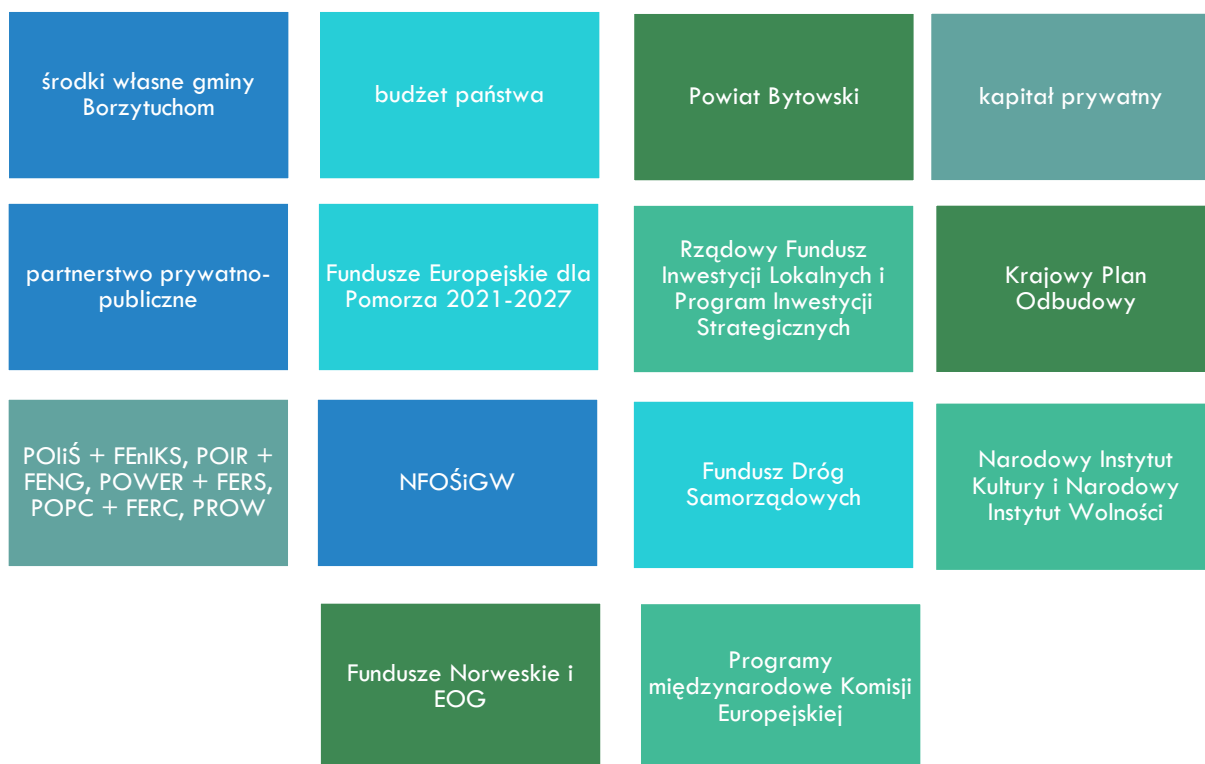 środki własne gminy
Borzytuchom
budżet państwa
Powiat Bytowski
kapitał prywatny
partnerstwo prywatno-
publiczne
Fundusze Europejskie dla
Pomorza 2021-2027
Rządowy Fundusz
Inwestycji Lokalnych i
Program Inwestycji
Strategicznych
Krajowy Plan
Odbudowy
POIiŚ + FEnIKS, POIR +
FENG, POWER + FERS,
POPC + FERC, PROW
NFOŚiGW
Fundusz Dróg
Samorządowych
Narodowy Instytut
Kultury i Narodowy
Instytut Wolności
Fundusze Norweskie i
EOG
Programy
międzynarodowe Komisji
Europejskiej